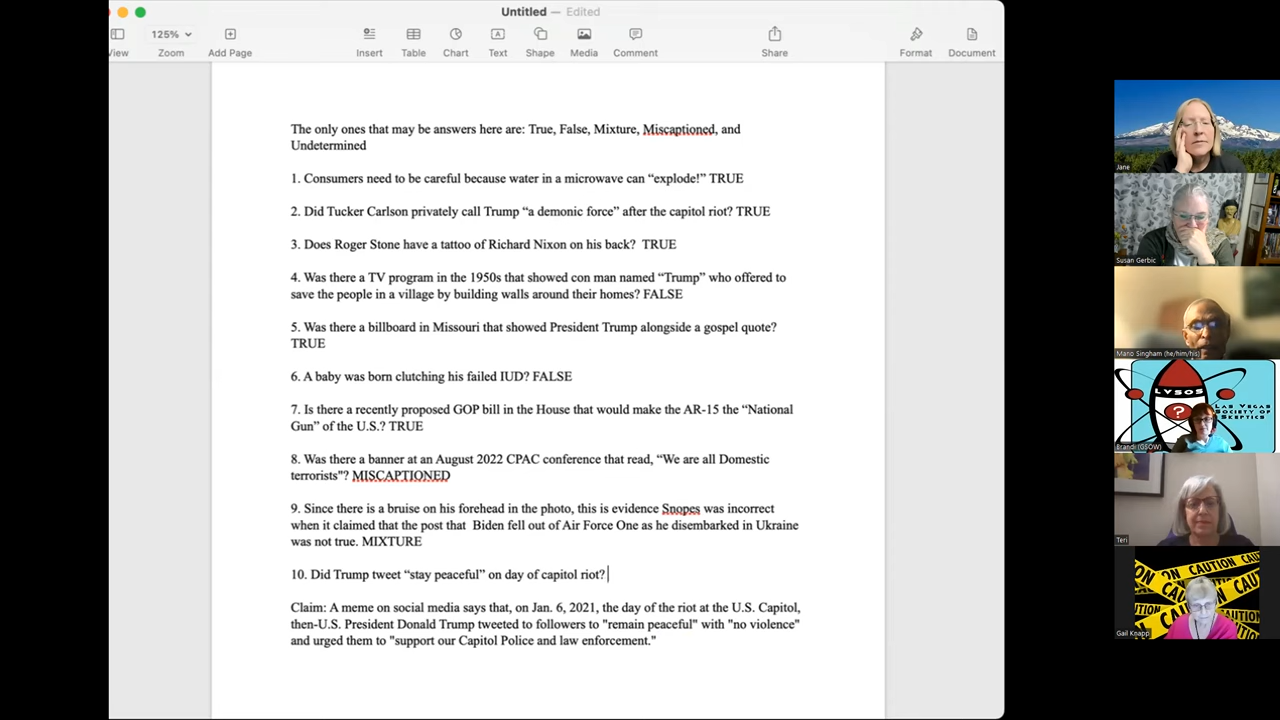 Untitled — Edited
125%
View
Zoom
Add Page
Insert
Table
Chart
Text
Shape
Media
Comment
Share
Format
Document
The only ones that may be answers here are: True, False, Mixture, Miscaptioned, and
Undetermined
1. Consumers need to be careful because water in a microwave can “explode!” TRUE
2. Did Tucker Carlson privately call Trump “a demonic force” after the capitol riot? TRUE
3. Does Roger Stone have a tattoo of Richard Nixon on his back? TRUE
4. Was there a TV program in the 1950s that showed con man named “Trump” who offered to
save the people in a village by building walls around their homes? FALSE
5. Was there a billboard in Missouri that showed President Trump alongside a gospel quote?
TRUE
6. A baby was born clutching his failed IUD? FALSE
7. Is there a recently proposed GOP bill in the House that would make the AR-15 the “National
Gun” of the U.S.? TRUE
8. Was there a banner at an August 2022 CPAC conference that read, “We are all Domestic
terrorists"? MISCAPTIONED
9. Since there is a bruise on his forehead in the photo, this is evidence Snopes was incorrect
when it claimed that the post that Biden fell out of Air Force One as he disembarked in Ukraine
was not true. MIXTURE
10. Did Trump tweet “stay peaceful” on day of capitol riot?
Claim: A meme on social media says that, on Jan. 6, 2021, the day of the riot at the U.S. Capitol,
then-U.S. President Donald Trump tweeted to followers to "remain peaceful" with "no violence"
and urged them to "support our Capitol Police and law enforcement."
Jane
Susan Gerbic
Mano Singham (he/him/his)
LVSOS
?
LAS VEGAS
SOCIETY OF
SKEPTICS
Brandi (GSOW)
Teri
CAUTION
Gail Knapp